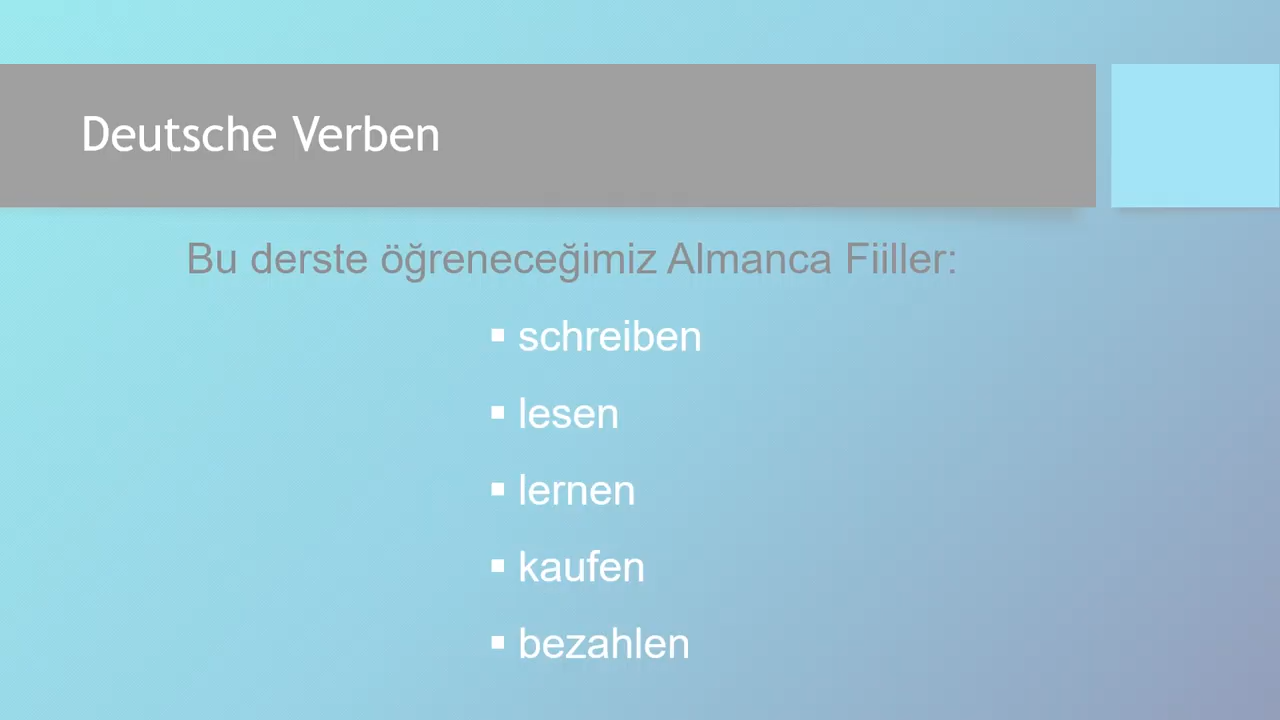 Deutsche Verben
Bu derste öğreneceğimiz Almanca Fiiller:
▪ schreiben
▪ lesen
▪ lernen
▪ kaufen
▪ bezahlen